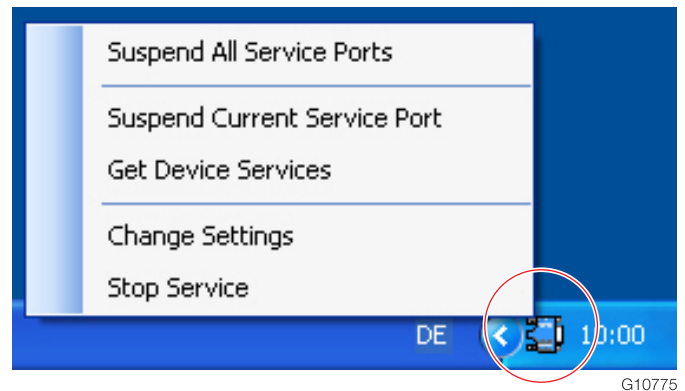 Suspend All Service Ports
Suspend Current Service Port
Get Device Services
Change Settings
Stop Service
DE 10:00
G10775